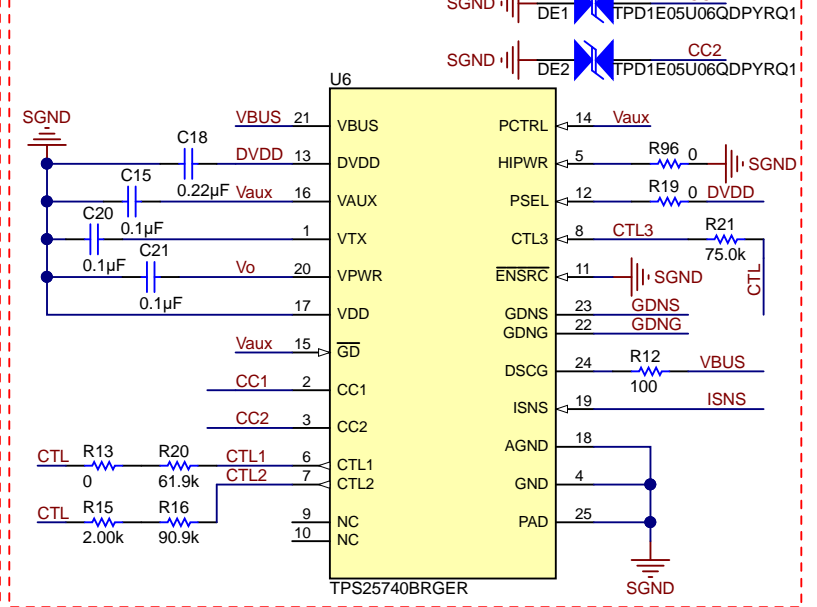 SGND
DE1
TPD1E05U06QDPYRQ1
SGND
DE2
CC2
TPD1E05U06QDPYRQ1
U6
SGND
VBUS 21 VBUS
C18
DVDD 13 DVDD
0.22µF
C15
Vaux 16 VAUX
0.1µF
C20
1 VTX
0.1µF
C21
Vo 20 VPWR
0.1µF
17 VDD
Vaux 15 GD
CC1 2 CC1
CC2 3 CC2
CTL R13 R20 CTL1 6 CTL1
0 61.9k
CTL2 7 CTL2
CTL R15 R16
2.00k 90.9k
9 NC
10 NC
PCTRL 14 Vaux
HIPWR 5 R96 0 SGND
PSEL 12 R19 0 DVDD
CTL3 8 CTL3 R21
75.0k
CTL
ENSRC 11 SGND
GDNS 23 GDNS
GDNG 22 GDNG
DSCG 24 R12 VBUS
100
ISNS 19 ISNS
AGND 18
GND 4
PAD 25
SGND
TPS25740BRGER